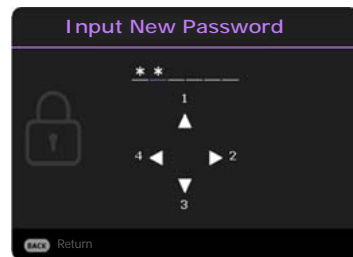 Input New Password
* * _ _ _ _
1
4 2
3
BACK Return